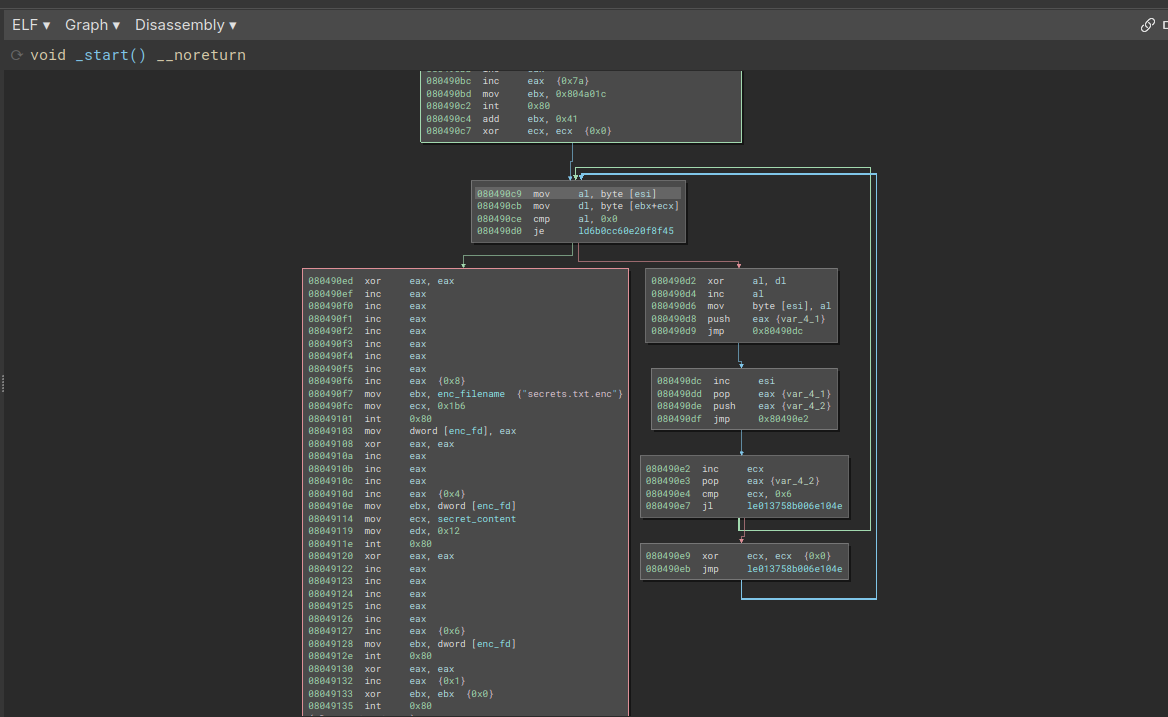 ELF ▾ Graph ▾ Disassembly ▾
void _start() __noreturn
080490bc inc eax {0x7a}
080490bd mov ebx, 0x804a01c
080490c2 int 0x80
080490c4 add ebx, 0x41
080490c7 xor ecx, ecx {0x0}
080490c9 mov al, byte [esi]
080490cb mov dl, byte [ebx+ecx]
080490ce cmp al, 0x0
080490d0 je ld6b0cc60e20f8f45
080490ed xor eax, eax
080490ef inc eax
080490f0 inc eax
080490f1 inc eax
080490f2 inc eax
080490f3 inc eax
080490f4 inc eax
080490f5 inc eax
080490f6 inc eax {0x8}
080490f7 mov ebx, enc_filename {"secrets.txt.enc"}
080490fc mov ecx, 0x1b6
08049101 int 0x80
08049103 mov dword [enc_fd], eax
08049108 xor eax, eax
0804910a inc eax
0804910b inc eax
0804910c inc eax
0804910d inc eax {0x4}
0804910e mov ebx, dword [enc_fd]
08049114 mov ecx, secret_content
08049119 mov edx, 0x12
0804911e int 0x80
08049120 xor eax, eax
08049122 inc eax
08049123 inc eax
08049124 inc eax
08049125 inc eax
08049126 inc eax
08049127 inc eax {0x6}
08049128 mov ebx, dword [enc_fd]
0804912e int 0x80
08049130 xor eax, eax
08049132 inc eax {0x1}
08049133 xor ebx, ebx {0x0}
08049135 int 0x80
080490d2 xor al, dl
080490d4 inc al
080490d6 mov byte [esi], al
080490d8 push eax {var_4_1}
080490d9 jmp 0x80490dc
080490dc inc esi
080490dd pop eax {var_4_1}
080490de push eax {var_4_2}
080490df jmp 0x80490e2
080490e2 inc ecx
080490e3 pop eax {var_4_2}
080490e4 cmp ecx, 0x6
080490e7 jl le013758b006e104e
080490e9 xor ecx, ecx {0x0}
080490eb jmp le013758b006e104e